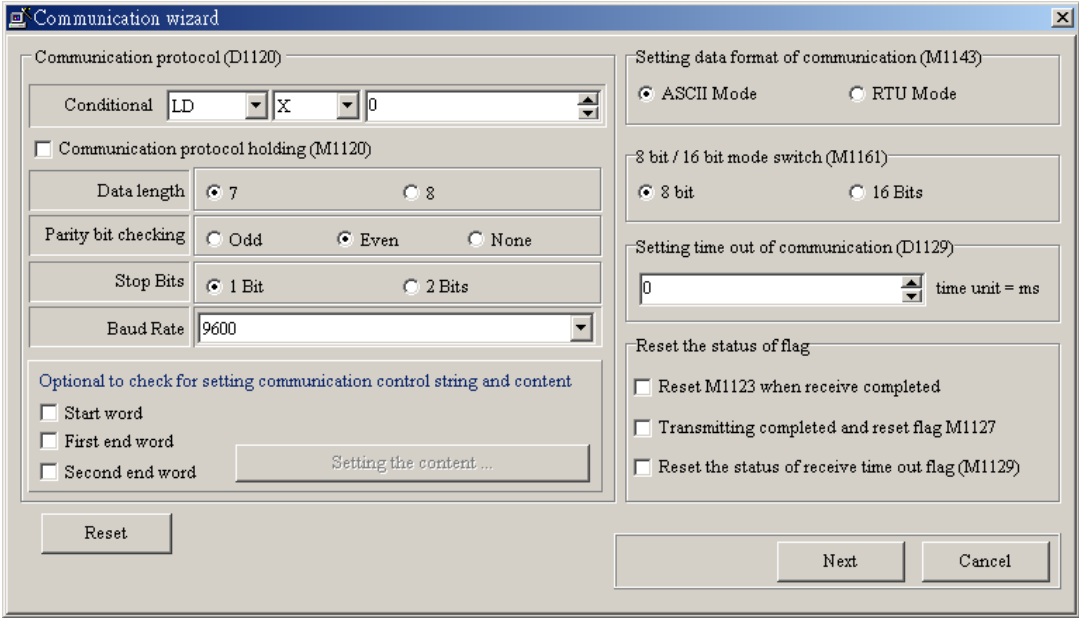 Communication wizard
Communication protocol (D1120)
Conditional LD X 0
Communication protocol holding (M1120)
Data length 7 8
Parity bit checking Odd Even None
Stop Bits 1 Bit 2 Bits
Baud Rate 9600
Optional to check for setting communication control string and content
Start word
First end word
Second end word
Setting the content ...
Reset
Setting data format of communication (M1143)
ASCII Mode RTU Mode
8 bit / 16 bit mode switch (M1161)
8 bit 16 Bits
Setting time out of communication (D1129)
0 time unit = ms
Reset the status of flag
Reset M1123 when receive completed
Transmitting completed and reset flag M1127
Reset the status of receive time out flag (M1129)
Next Cancel